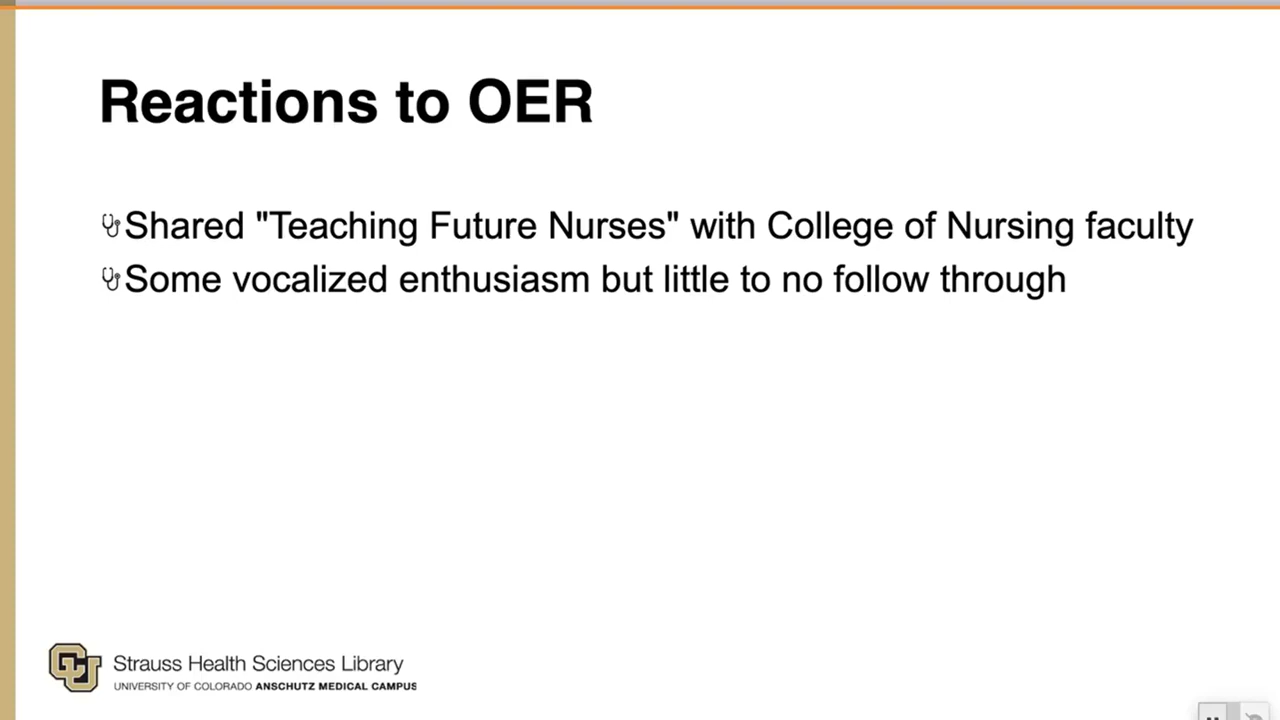 Reactions to OER
Shared "Teaching Future Nurses" with College of Nursing faculty
Some vocalized enthusiasm but little to no follow through
CU
Strauss Health Sciences Library
UNIVERSITY OF COLORADO ANSCHUTZ MEDICAL CAMPUS